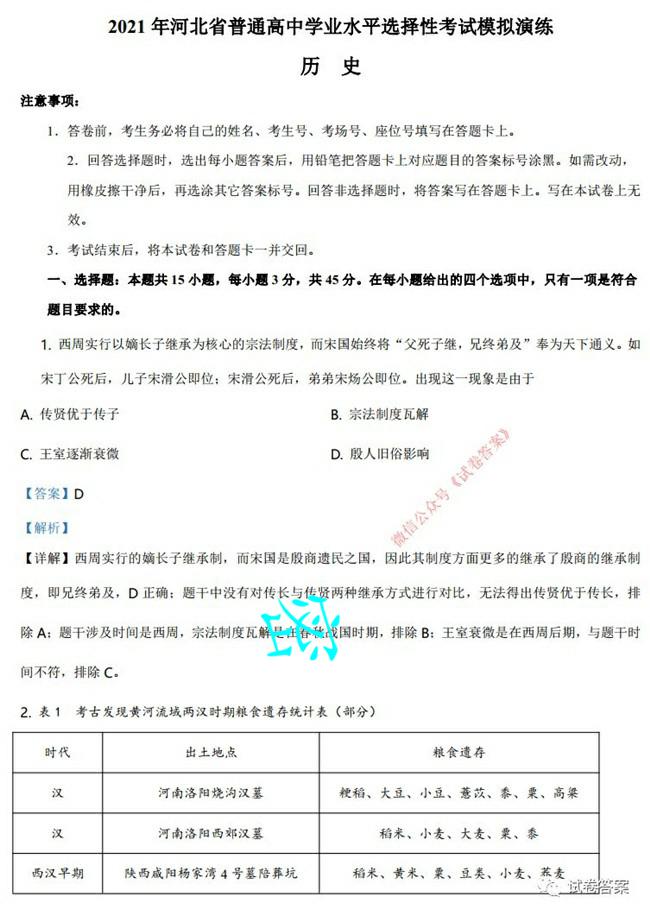 2021 年河北省普通高中学业水平选择性考试模拟演练
历 史
注意事项：
1．答卷前，考生务必将自己的姓名、考生号、考场号、座位号填写在答题卡上。
2．回答选择题时，选出每小题答案后，用铅笔把答题卡上对应题目的答案标号涂黑。如需改动，
用橡皮擦干净后，再选涂其它答案标号。回答非选择题时，将答案写在答题卡上。写在本试卷上无
效。
3．考试结束后，将本试卷和答题卡一并交回。
一、选择题：本题共 15 小题，每小题 3 分，共 45 分。在每小题给出的四个选项中，只有一项是符合
题目要求的。
1. 西周实行以嫡长子继承为核心的宗法制度，而宋国始终将“父死子继，兄终弟及”奉为天下通义。如
宋丁公死后，儿子宋湣公即位；宋湣公死后，弟弟宋炀公即位。出现这一现象是由于
A. 传贤优于传子 B. 宗法制度瓦解
C. 王室逐渐衰微 D. 殷人旧俗影响
微信公众号《试卷答案》
【答案】D
【解析】
【详解】西周实行的嫡长子继承制，而宋国是殷商遗民之国，因此其制度方面更多的继承了殷商的继承制
度，即兄终弟及，D 正确；题干中没有对传长与传贤两种继承方式进行对比，无法得出传贤优于传长，排
除 A；题干涉及时间是西周，宗法制度瓦解是在春秋战国时期，排除 B；王室衰微是在西周后期，与题干时
间不符，排除 C。
2. 表 1 考古发现黄河流域两汉时期粮食遗存统计表（部分）
时代 出土地点 粮食遗存
汉 河南洛阳烧沟汉墓 粳稻、大豆、小豆、薏苡、黍、粟、高粱
汉 河南洛阳西郊汉墓 稻米、小麦、大麦、粟、黍
西汉早期 陕西咸阳杨家湾 4 号墓陪葬坑 稻米、黄米、粟、豆类、小麦、荞麦
试卷答案